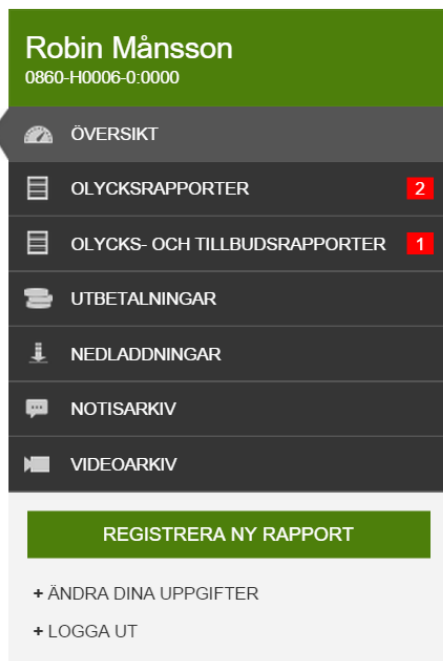 Robin Månsson
0860-H0006-0:0000
ÖVERSIKT
OLYCKSRAPPORTER 2
OLYCKS- OCH TILLBUDSRAPPORTER 1
UTBETALNINGAR
NEDLADDNINGAR
NOTISARKIV
VIDEOARKIV
REGISTRERA NY RAPPORT
+ ÄNDRA DINA UPPGIFTER
+ LOGGA UT